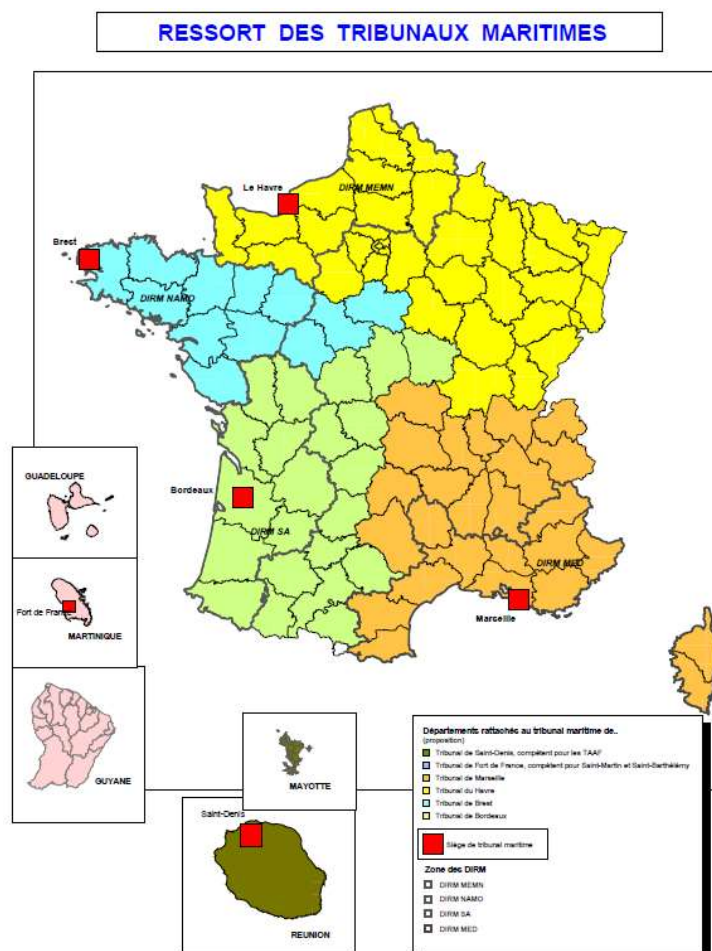 RESSORT DES TRIBUNAUX MARITIMES
Le Havre
DIRM MEMN
Brest
DIRM NAMO
GUADELOUPE
Bordeaux
DIRM SA
DIRM MED
Marseille
Fort de France
MARTINIQUE
GUYANE
MAYOTTE
Saint-Denis
REUNION
Départements rattachés au tribunal maritime de..
(proposition)
Tribunal de Saint-Denis, compétent pour les TAAF
Tribunal de Fort de France, compétent pour Saint-Martin et Saint-Barthélémy
Tribunal de Marseille
Tribunal du Havre
Tribunal de Brest
Tribunal de Bordeaux
Siège de tribunal maritime
Zone des DIRM
DIRM MEMN
DIRM NAMO
DIRM SA
DIRM MED